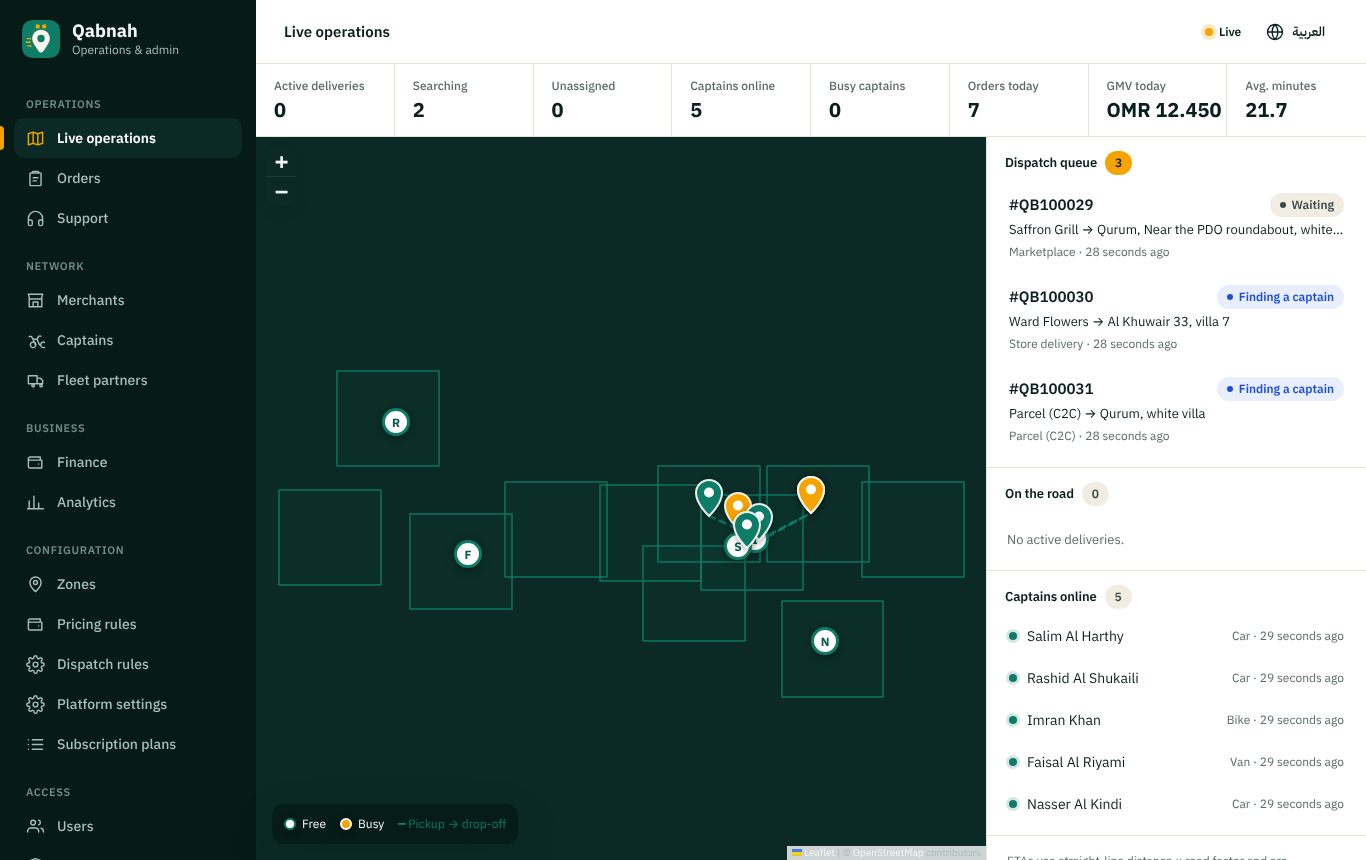 Qabnah
Operations & admin
OPERATIONS
Live operations
Orders
Support
NETWORK
Merchants
Captains
Fleet partners
BUSINESS
Finance
Analytics
CONFIGURATION
Zones
Pricing rules
Dispatch rules
Platform settings
Subscription plans
ACCESS
Users
Live operations
Live
العربية
Active deliveries
0
Searching
2
Unassigned
0
Captains online
5
Busy captains
0
Orders today
7
GMV today
OMR 12.450
Avg. minutes
21.7
+
−
R
F
S
N
Free
Busy
Pickup → drop-off
Leaflet | © OpenStreetMap contributors
Dispatch queue 3
#QB100029
Waiting
Saffron Grill → Qurum, Near the PDO roundabout, white...
Marketplace · 28 seconds ago
#QB100030
Finding a captain
Ward Flowers → Al Khuwair 33, villa 7
Store delivery · 28 seconds ago
#QB100031
Finding a captain
Parcel (C2C) → Qurum, white villa
Parcel (C2C) · 28 seconds ago
On the road 0
No active deliveries.
Captains online 5
Salim Al Harthy
Car · 29 seconds ago
Rashid Al Shukaili
Car · 29 seconds ago
Imran Khan
Bike · 29 seconds ago
Faisal Al Riyami
Van · 29 seconds ago
Nasser Al Kindi
Car · 29 seconds ago